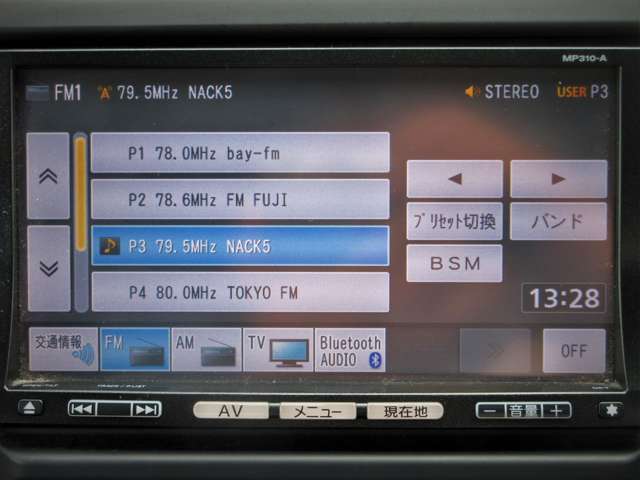 MP310-A
FM1 79.5MHz NACK5 STEREO USER P3
P1 78.0MHz bay-fm
P2 78.6MHz FM FUJI
P3 79.5MHz NACK5
P4 80.0MHz TOKYO FM
プリセット切換 バンド
BSM
13:28
交通情報 FM AM TV Bluetooth AUDIO OFF
AV メニュー 現在地 − 音量 +